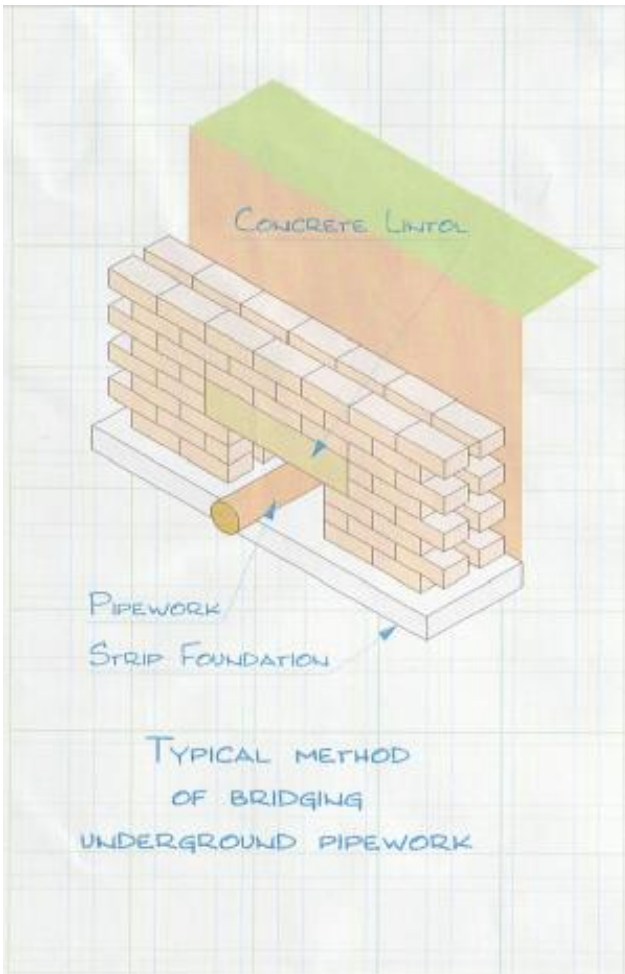 CONCRETE LINTOL
PIPEWORK
STRIP FOUNDATION
TYPICAL METHOD
OF BRIDGING
UNDERGROUND PIPEWORK